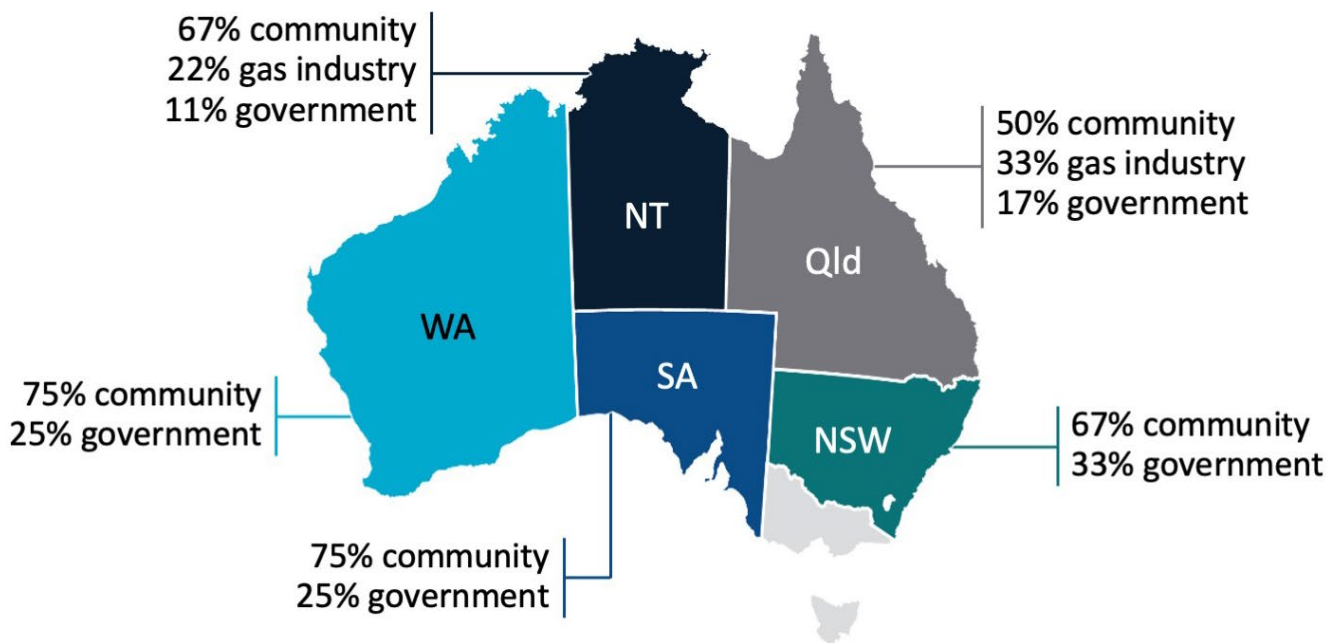 67% community
22% gas industry
11% government
50% community
33% gas industry
17% government
NT
Qld
WA
SA
75% community
25% government
NSW
67% community
33% government
75% community
25% government